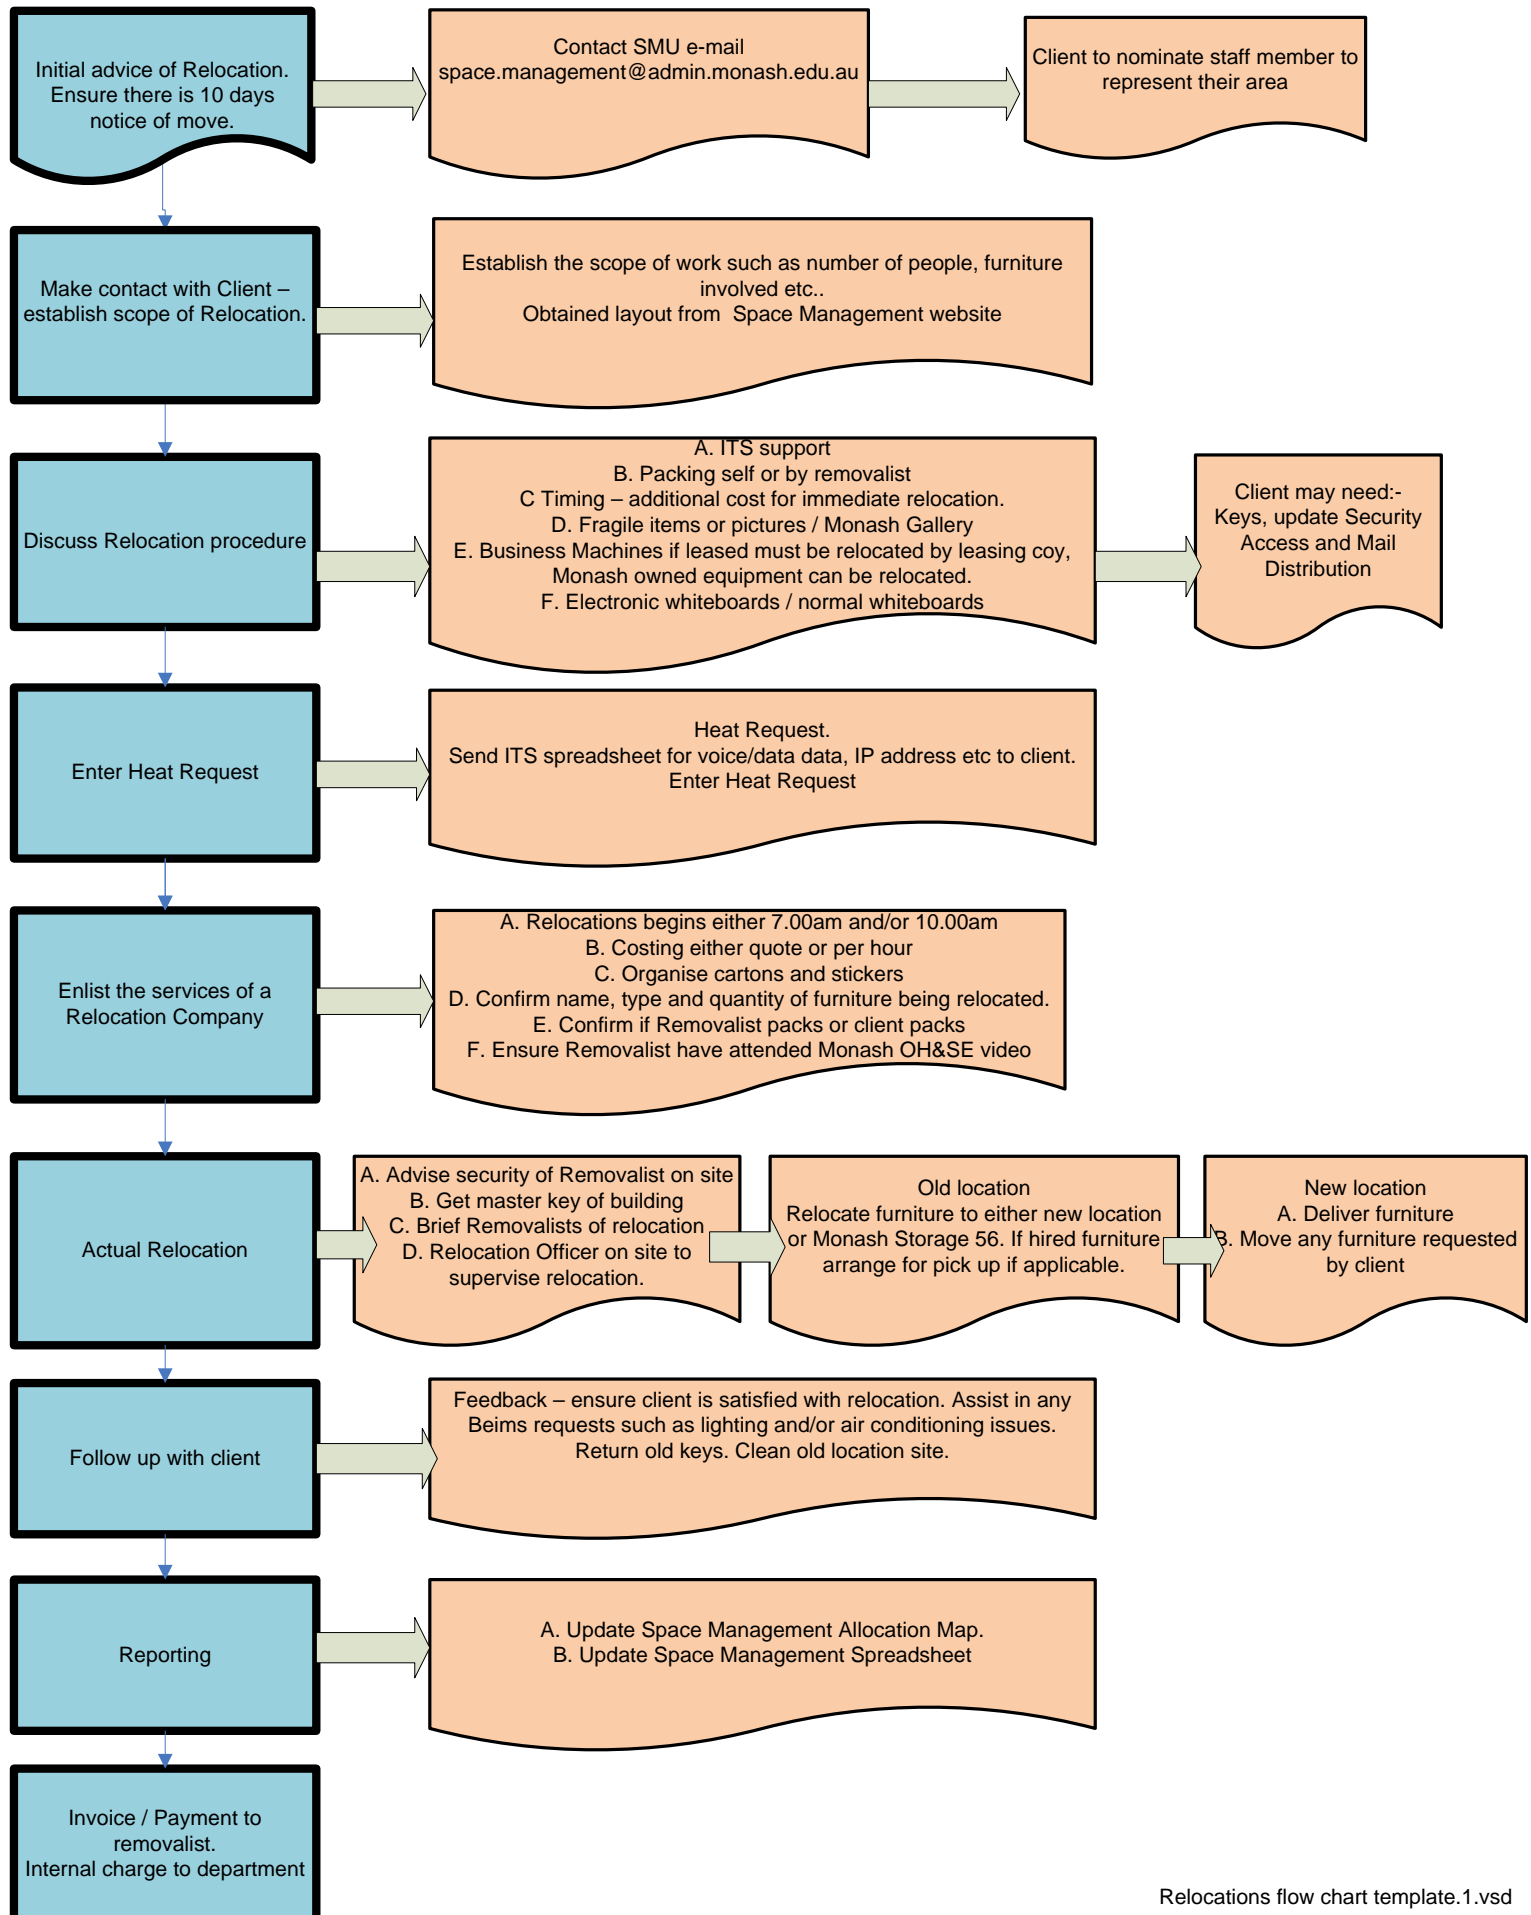 Initial advice of Relocation.
Ensure there is 10 days
notice of move.
Contact SMU e-mail
space.management@admin.monash.edu.au
Client to nominate staff member to
represent their area
Make contact with Client –
establish scope of Relocation.
Establish the scope of work such as number of people, furniture
involved etc..
Obtained layout from  Space Management website
Discuss Relocation procedure
A. ITS support
B. Packing self or by removalist
C Timing – additional cost for immediate relocation.
D. Fragile items or pictures / Monash Gallery
E. Business Machines if leased must be relocated by leasing coy,
Monash owned equipment can be relocated.
F. Electronic whiteboards / normal whiteboards
Client may need:-
Keys, update Security
Access and Mail
Distribution
Enter Heat Request
Heat Request.
Send ITS spreadsheet for voice/data data, IP address etc to client.
Enter Heat Request
Enlist the services of a
Relocation Company
A. Relocations begins either 7.00am and/or 10.00am
B. Costing either quote or per hour
C. Organise cartons and stickers
D. Confirm name, type and quantity of furniture being relocated.
E. Confirm if Removalist packs or client packs
F. Ensure Removalist have attended Monash OH&SE video
Actual Relocation
A. Advise security of Removalist on site
B. Get master key of building
C. Brief Removalists of relocation
D. Relocation Officer on site to
supervise relocation.
Old location
Relocate furniture to either new location
or Monash Storage 56. If hired furniture
arrange for pick up if applicable.
New location
A. Deliver furniture
B. Move any furniture requested
by client
Follow up with client
Feedback – ensure client is satisfied with relocation. Assist in any
Beims requests such as lighting and/or air conditioning issues.
Return old keys. Clean old location site.
Reporting
A. Update Space Management Allocation Map.
B. Update Space Management Spreadsheet
Invoice / Payment to
removalist.
Internal charge to department
Relocations flow chart template.1.vsd